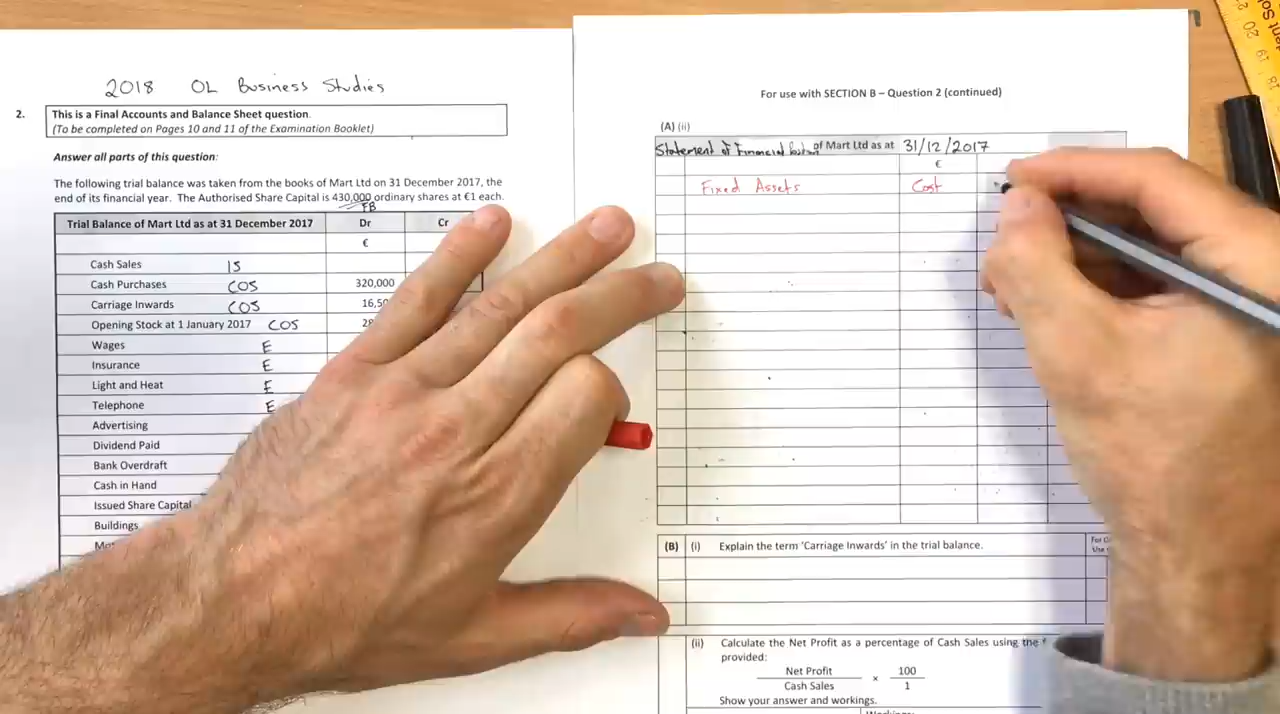 2018 OL Business Studies
2. This is a Final Accounts and Balance Sheet question.
(To be completed on Pages 10 and 11 of the Examination Booklet)
Answer all parts of this question:
The following trial balance was taken from the books of Mart Ltd on 31 December 2017, the
end of its financial year. The Authorised Share Capital is 430,000 ordinary shares at €1 each.
FB
Trial Balance of Mart Ltd as at 31 December 2017 Dr Cr
€
Cash Sales IS
Cash Purchases COS 320,000
Carriage Inwards COS 16,50
Opening Stock at 1 January 2017 COS 28
Wages E
Insurance E
Light and Heat E
Telephone E
Advertising
Dividend Paid
Bank Overdraft
Cash in Hand
Issued Share Capital
Buildings
For use with SECTION B – Question 2 (continued)
(A) (ii)
Statement of Financial of Mart Ltd as at 31/12/2017
€
Fixed Assets Cost
(B) (i) Explain the term 'Carriage Inwards' in the trial balance.
(ii) Calculate the Net Profit as a percentage of Cash Sales using the
provided:
Net Profit × 100
Cash Sales 1
Show your answer and workings.